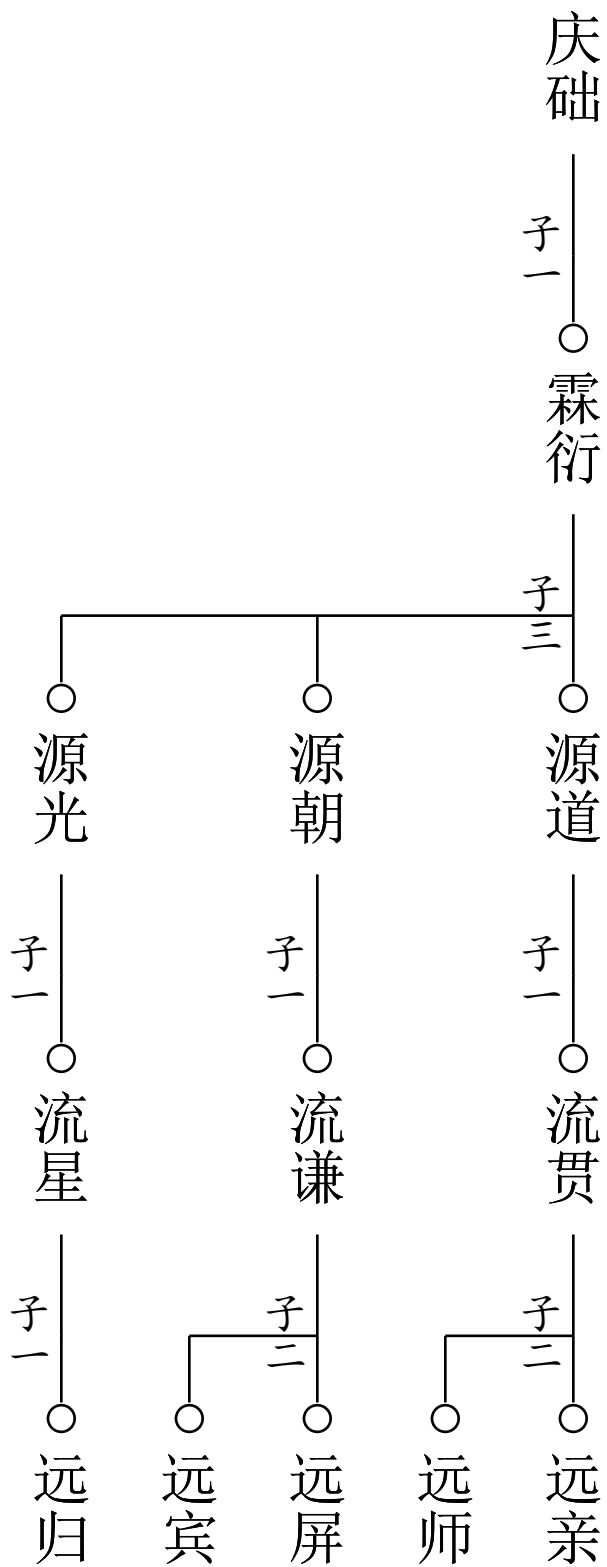 庆础
子一
霖衍
子三
源道
源朝
源光
子一
子一
子一
流贯
流谦
流星
子二
子二
子一
远亲
远师
远屏
远宾
远归